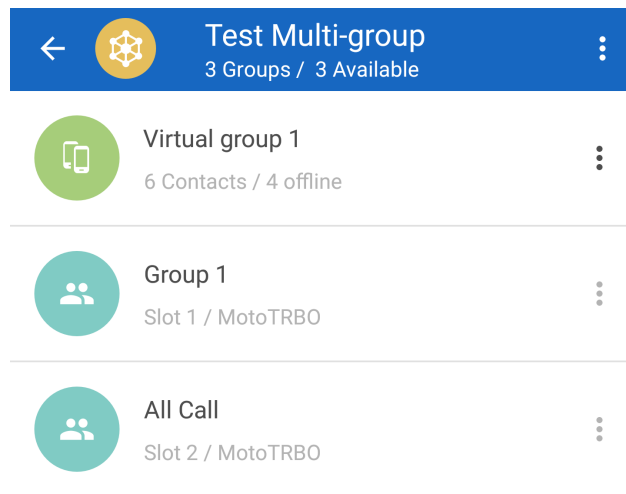 Test Multi-group
3 Groups / 3 Available
Virtual group 1
6 Contacts / 4 offline
Group 1
Slot 1 / MotoTRBO
All Call
Slot 2 / MotoTRBO